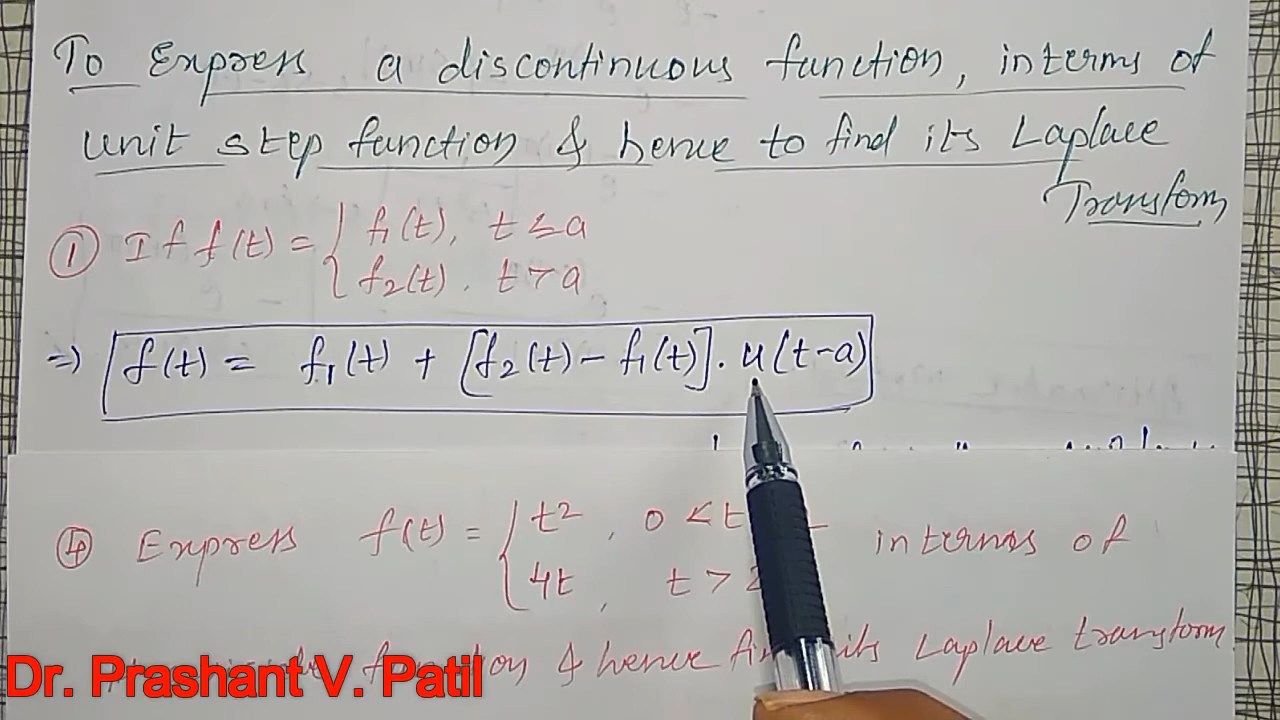 To Express a discontinuous function, interms of
unit step function & hence to find its Laplace
Transform
① If f(t) = { f1(t), t ≤ a
f2(t). t > a
=) f(t) = f1(t) + [f2(t) - f1(t)] . u(t-a)
④ Express f(t) = { t², 0 < t interms of
4t, t > 2
function & hence its Laplace transform
Dr. Prashant V. Patil